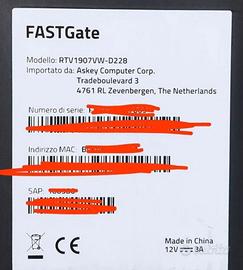 FASTGate
Modello: RTV1907VW-D228
Importato da: Askey Computer Corp.
Tradeboulevard 3
4761 RL Zevenbergen, The Netherlands
Numero di serie:
Indirizzo MAC:
SAP:
CE
Made in China
12V 3A